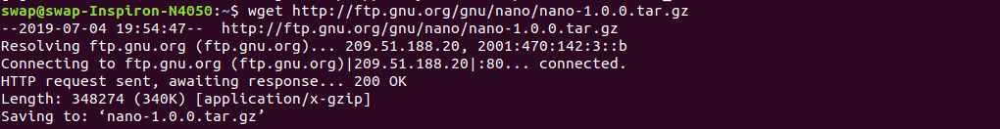 swap@swap-Inspiron-N4050:~$ wget http://ftp.gnu.org/gnu/nano/nano-1.0.0.tar.gz
--2019-07-04 19:54:47--  http://ftp.gnu.org/gnu/nano/nano-1.0.0.tar.gz
Resolving ftp.gnu.org (ftp.gnu.org)... 209.51.188.20, 2001:470:142:3::b
Connecting to ftp.gnu.org (ftp.gnu.org)|209.51.188.20|:80... connected.
HTTP request sent, awaiting response... 200 OK
Length: 348274 (340K) [application/x-gzip]
Saving to: ‘nano-1.0.0.tar.gz’